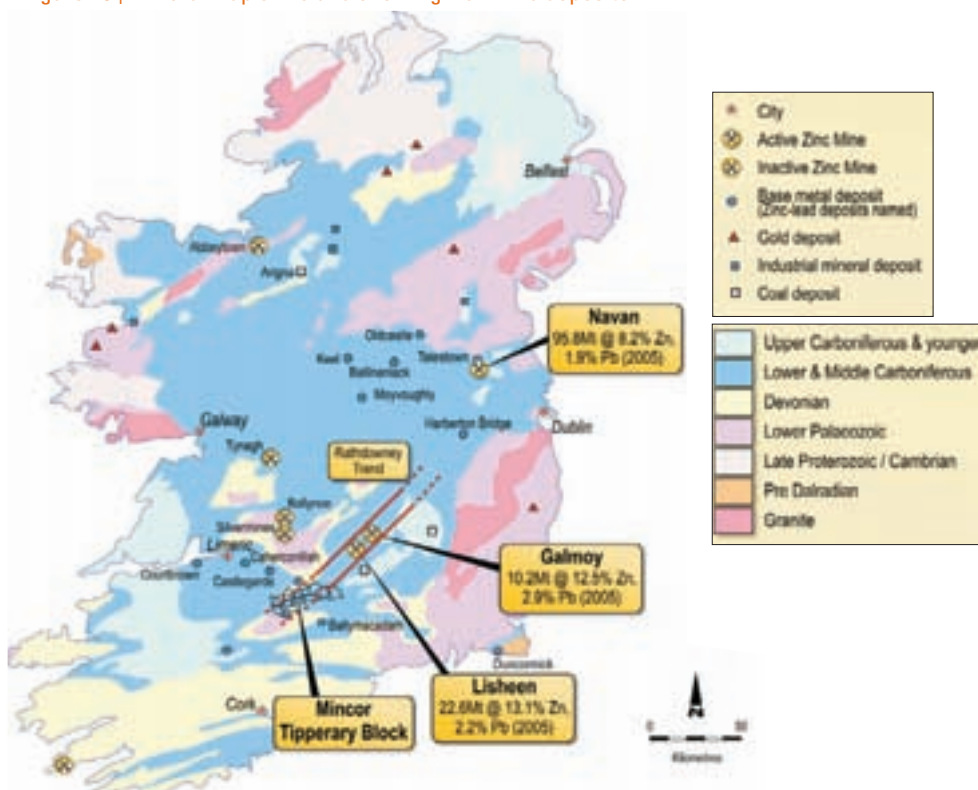 Belfast
Abbeytown
Arigna
Oldcastle
Keel
Tatestown
Ballinalack
Moyvoughly
Navan
95.8Mt @ 8.2% Zn,
1.9% Pb (2005)
Harberton Bridge
Dublin
Galway
Tynagh
Rathdowney
Trend
Silvermines
Galmoy
10.2Mt @ 12.5% Zn,
2.9% Pb (2005)
Courtbrown
Castlegarde
Ballymacadam
Lisheen
22.6Mt @ 13.1% Zn,
2.2% Pb (2005)
Mincor
Tipperary Block
Cork
0
Kilometres
City
Active Zinc Mine
Inactive Zinc Mine
Base metal deposit
(Zinc-lead deposits named)
Gold deposit
Industrial mineral deposit
Coal deposit
Upper Carboniferous & younger
Lower & Middle Carboniferous
Devonian
Lower Palaeozoic
Late Proterozoic / Cambrian
Pre Dalradian
Granite